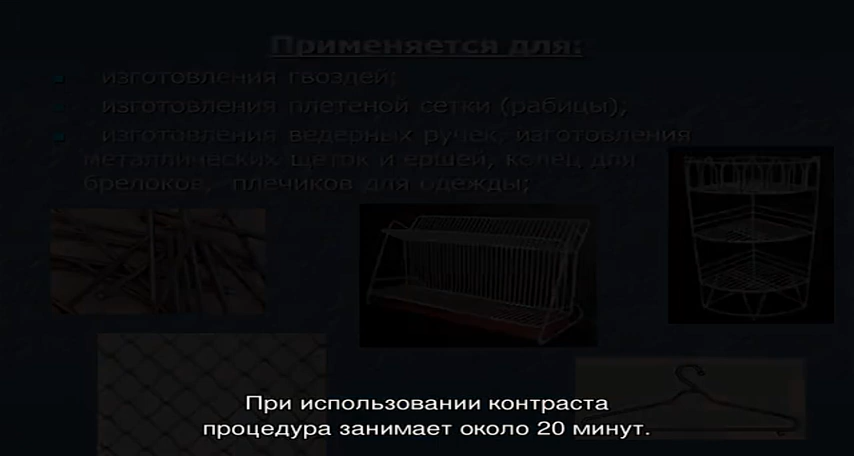 Применяется для:
изготовления гвоздей;
изготовления плетеной сетки (рабицы);
изготовления ведерных ручек, изготовления
металлических щеток и ершей, колец для
брелоков, плечиков для одежды;
При использовании контраста
процедура занимает около 20 минут.